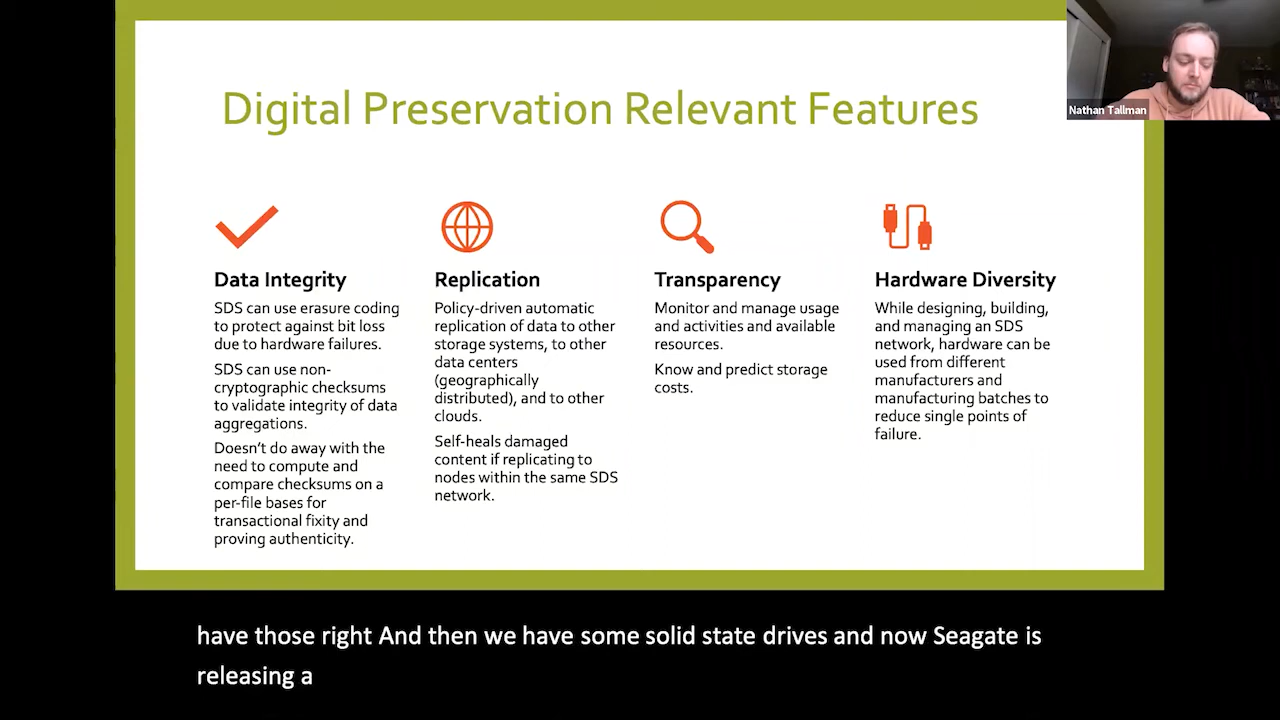 Digital Preservation Relevant Features
Nathan Tallman
Data Integrity
SDS can use erasure coding
to protect against bit loss
due to hardware failures.
SDS can use non-
cryptographic checksums
to validate integrity of data
aggregations.
Doesn't do away with the
need to compute and
compare checksums on a
per-file bases for
transactional fixity and
proving authenticity.
Replication
Policy-driven automatic
replication of data to other
storage systems, to other
data centers
(geographically
distributed), and to other
clouds.
Self-heals damaged
content if replicating to
nodes within the same SDS
network.
Transparency
Monitor and manage usage
and activities and available
resources.
Know and predict storage
costs.
Hardware Diversity
While designing, building,
and managing an SDS
network, hardware can be
used from different
manufacturers and
manufacturing batches to
reduce single points of
failure.
have those right And then we have some solid state drives and now Seagate is
releasing a